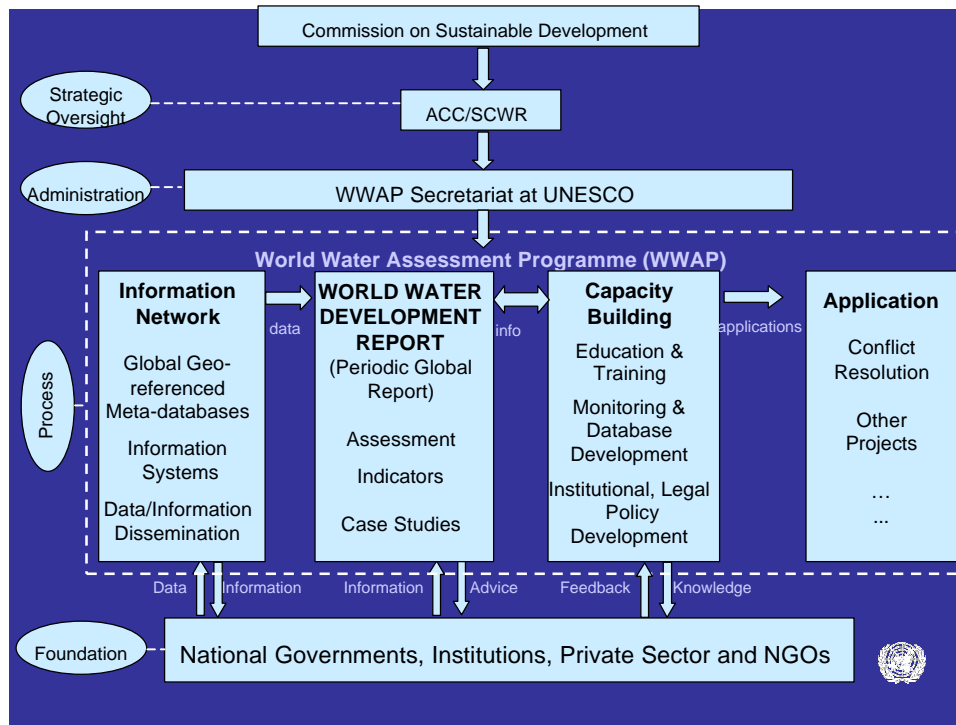 Commission on Sustainable Development
Strategic
Oversight
ACC/SCWR
Administration
WWAP Secretariat at UNESCO
World Water Assessment Programme (WWAP)
Process
Information
Network
Global Geo-
referenced
Meta-databases
Information
Systems
Data/Information
Dissemination
data
WORLD WATER
DEVELOPMENT
REPORT
(Periodic Global
Report)
Assessment
Indicators
Case Studies
info
Capacity
Building
Education &
Training
Monitoring &
Database
Development
Institutional, Legal
Policy
Development
applications
Application
Conflict
Resolution
Other
Projects
…
...
Data
Information
Information
Advice
Feedback
Knowledge
Foundation
National Governments, Institutions, Private Sector and NGOs